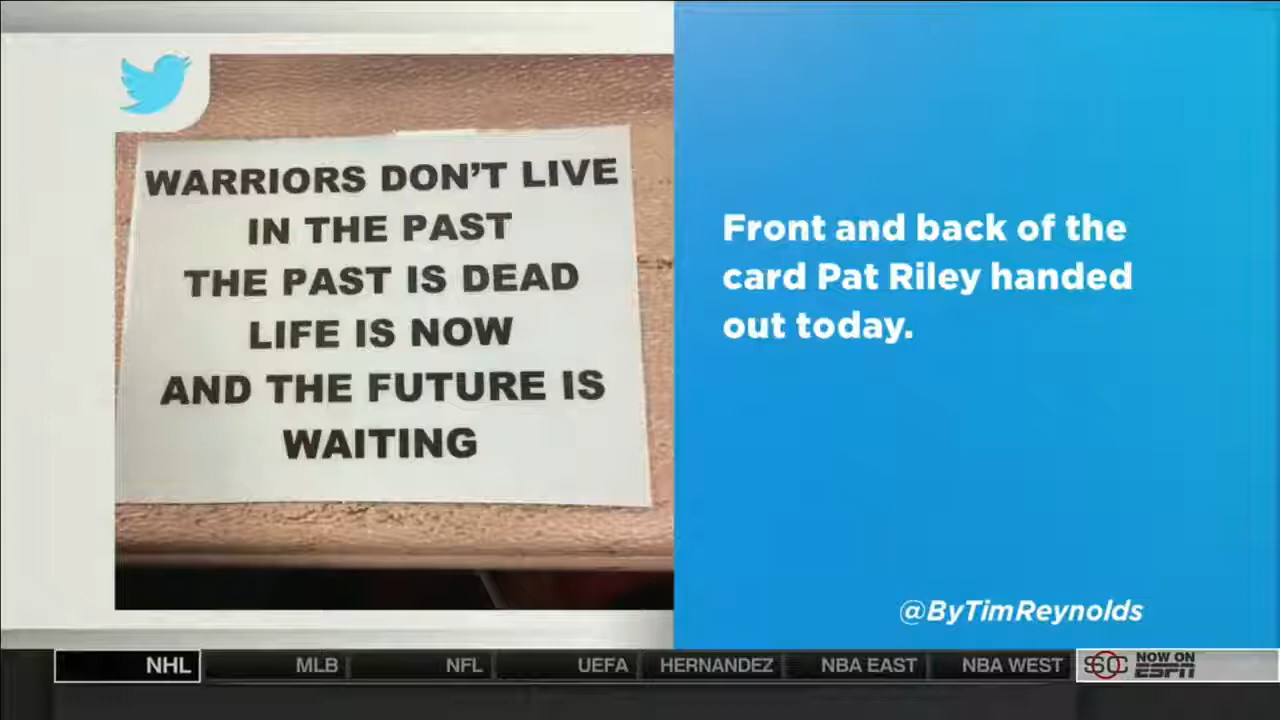 WARRIORS DON'T LIVE
IN THE PAST
THE PAST IS DEAD
LIFE IS NOW
AND THE FUTURE IS
WAITING
Front and back of the
card Pat Riley handed
out today.
@ByTimReynolds
NHL MLB NFL UEFA HERNANDEZ NBA EAST NBA WEST
NOW ON
ESPN